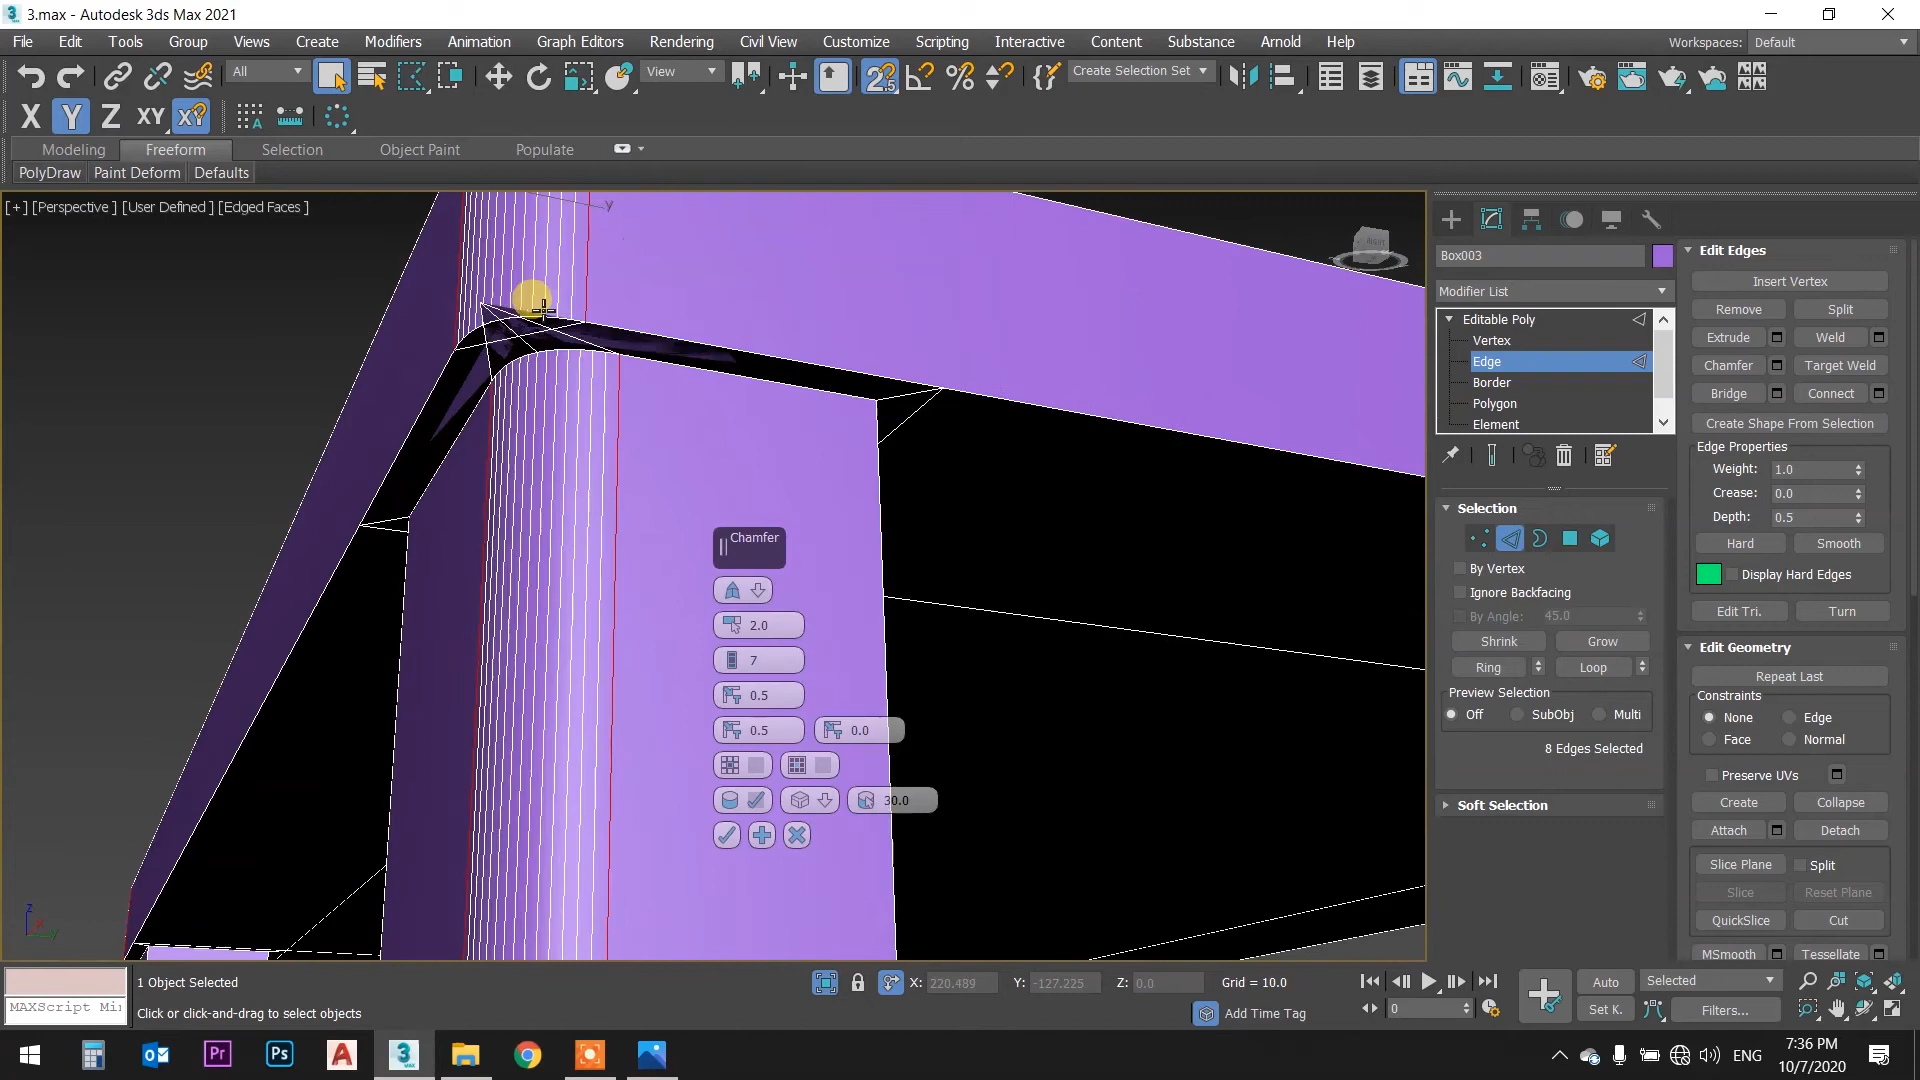 3.max - Autodesk 3ds Max 2021
File Edit Tools Group Views Create Modifiers Animation Graph Editors Rendering Civil View Customize Scripting Interactive Content Substance Arnold Help
Workspaces: Default
All View Create Selection Set
X Y Z XY
Modeling Freeform Selection Object Paint Populate
PolyDraw Paint Deform Defaults
[+] [Perspective ] [User Defined ] [Edged Faces ]
y
Chamfer
2.0
7
0.5
0.5 0.0
30.0
z
y
Box003
Modifier List
Editable Poly
Vertex
Edge
Border
Polygon
Element
Selection
By Vertex
Ignore Backfacing
By Angle: 45.0
Shrink Grow
Ring Loop
Preview Selection
Off SubObj Multi
8 Edges Selected
Soft Selection
Edit Edges
Insert Vertex
Remove Split
Extrude Weld
Chamfer Target Weld
Bridge Connect
Create Shape From Selection
Edge Properties
Weight: 1.0
Crease: 0.0
Depth: 0.5
Hard Smooth
Display Hard Edges
Edit Tri. Turn
Edit Geometry
Repeat Last
Constraints
None Edge
Face Normal
Preserve UVs
Create Collapse
Attach Detach
Slice Plane Split
Slice Reset Plane
QuickSlice Cut
MSmooth Tessellate
1 Object Selected
X: 220.489 Y: -127.225 Z: 0.0 Grid = 10.0
Auto Selected
MAXScript Mi
Click or click-and-drag to select objects
Add Time Tag
0
Set K. Filters...
ENG
7:36 PM
10/7/2020